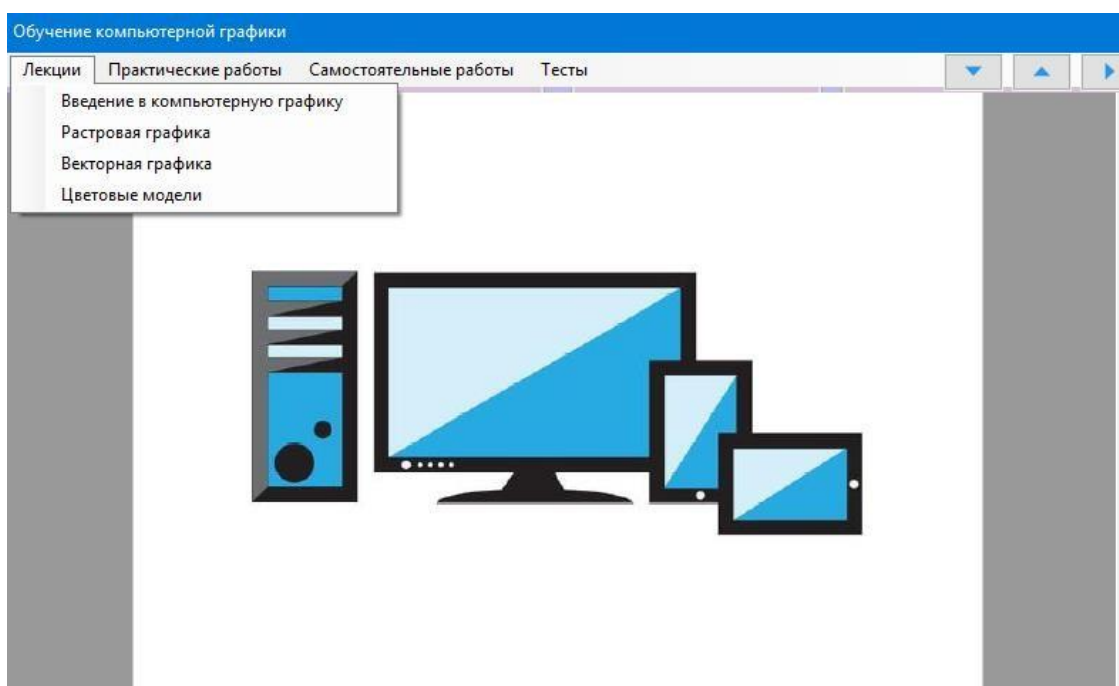 Обучение компьютерной графики
Лекции Практические работы Самостоятельные работы Тесты
Введение в компьютерную графику
Растровая графика
Векторная графика
Цветовые модели